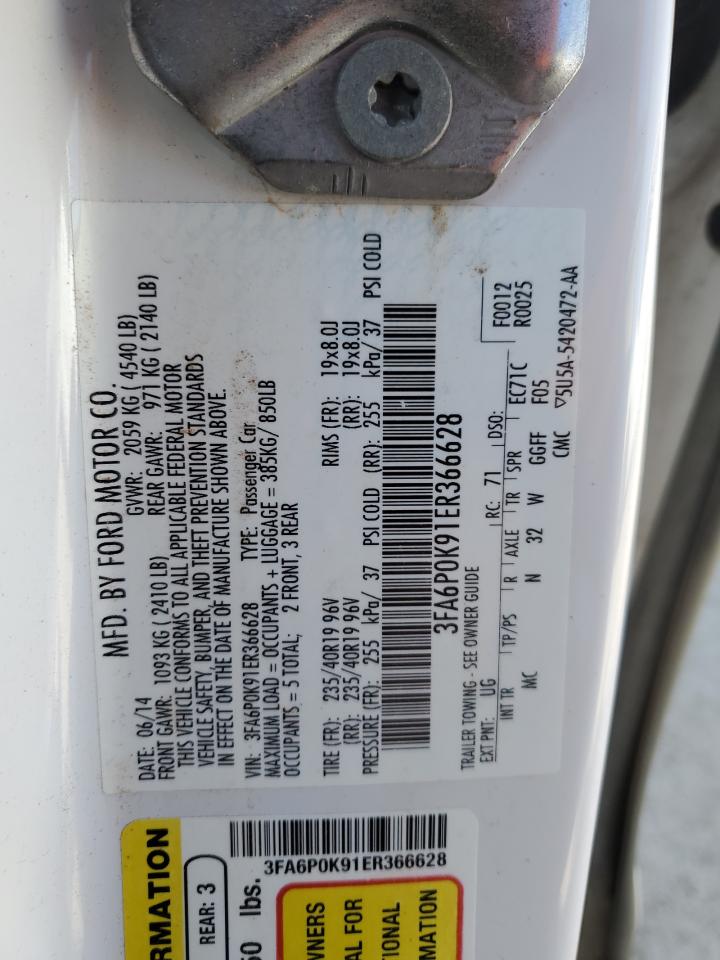 MFD. BY FORD MOTOR CO.
DATE: 06/14 GVWR: 2059 KG ( 4540 LB)
FRONT GAWR: 1093 KG ( 2410 LB) REAR GAWR: 971 KG ( 2140 LB)
THIS VEHICLE CONFORMS TO ALL APPLICABLE FEDERAL MOTOR
VEHICLE SAFETY, BUMPER, AND THEFT PREVENTION STANDARDS
IN EFFECT ON THE DATE OF MANUFACTURE SHOWN ABOVE.
VIN: 3FA6P0K91ER366628 TYPE: Passenger Car
MAXIMUM LOAD = OCCUPANTS + LUGGAGE = 385KG/ 850LB
OCCUPANTS = 5 TOTAL; 2 FRONT, 3 REAR
TIRE (FR): 235/40R19 96V RIMS (FR): 19x8.0J
(RR): 235/40R19 96V (RR): 19x8.0J
PRESSURE (FR): 255 kPa/ 37 PSI COLD (RR): 255 kPa/ 37 PSI COLD
3FA6P0K91ER366628
TRAILER TOWING - SEE OWNER GUIDE F0012
EXT PNT: UG RC: 71 DSO: R0025
INT TR TP/PS R AXLE TR SPR EC71C
MC N 32 W GGFF F05
CMC ▽5U5A-5420472-AA
RMATION
REAR: 3
60 lbs.
3FA6P0K91ER366628
WNERS
AL FOR
TIONAL
MATION